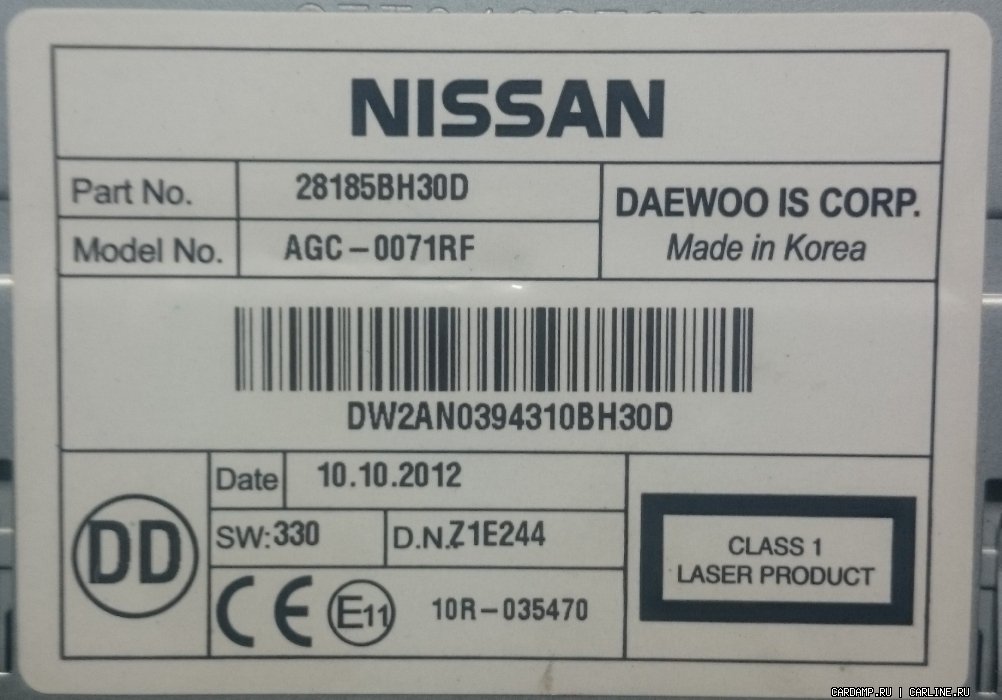 NISSAN
Part No. 28185BH30D
DAEWOO IS CORP.
Model No. AGC-0071RF
Made in Korea
DW2AN0394310BH30D
DD
Date 10.10.2012
SW:330 D.N.Z1E244
CLASS 1
LASER PRODUCT
CE E11 10R-035470
CARDAMP.RU | CARLINE.RU